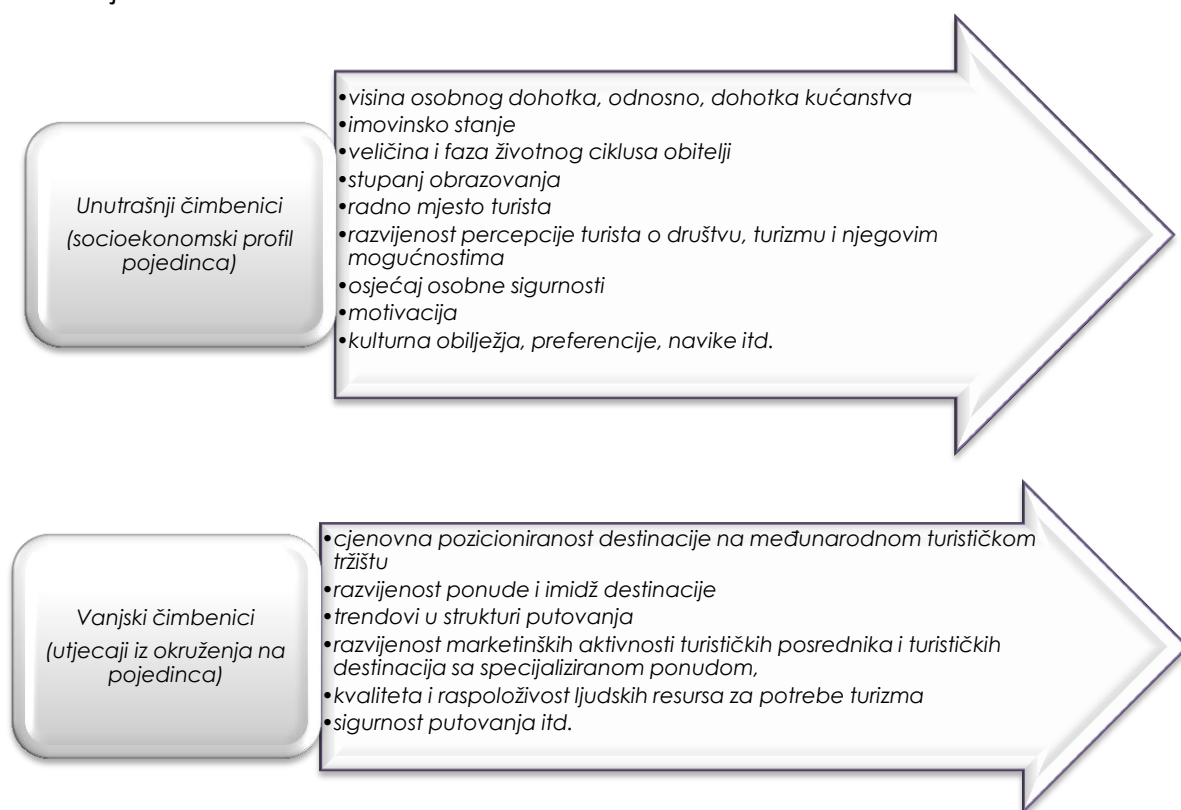 Unutrašnji čimbenici
(socioekonomski profil
pojedinca)
•visina osobnog dohotka, odnosno, dohotka kućanstva
•imovinsko stanje
•veličina i faza životnog ciklusa obitelji
•stupanj obrazovanja
•radno mjesto turista
•razvijenost percepcije turista o društvu, turizmu i njegovim
mogućnostima
•osjećaj osobne sigurnosti
•motivacija
•kulturna obilježja, preferencije, navike itd.
Vanjski čimbenici
(utjecaji iz okruženja na
pojedinca)
•cjenovna pozicioniranost destinacije na međunarodnom turističkom
tržištu
•razvijenost ponude i imidž destinacije
•trendovi u strukturi putovanja
•razvijenost marketinških aktivnosti turističkih posrednika i turističkih
destinacija sa specijaliziranom ponudom,
•kvaliteta i raspoloživost ljudskih resursa za potrebe turizma
•sigurnost putovanja itd.